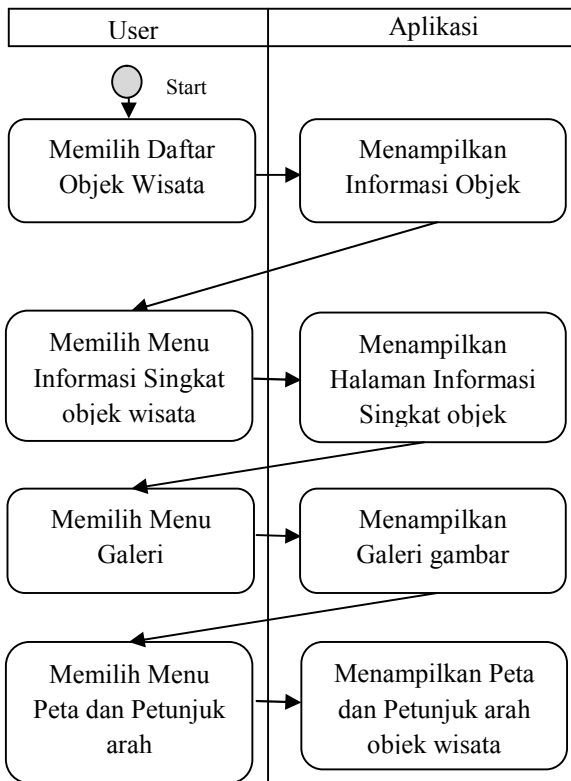 User
Aplikasi
Start
Memilih Daftar
Objek Wisata
Menampilkan
Informasi Objek
Memilih Menu
Informasi Singkat
objek wisata
Menampilkan
Halaman Informasi
Singkat objek
Memilih Menu
Galeri
Menampilkan
Galeri gambar
Memilih Menu
Peta dan Petunjuk
arah
Menampilkan Peta
dan Petunjuk arah
objek wisata